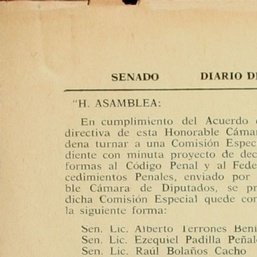 SENADO DIARIO DE
"H. ASAMBLEA:
En cumplimiento del Acuerdo
directiva de esta Honorable Cámar
dena turnar a una Comisión Espec
diente con minuta proyecto de dec
formas al Código Penal y al Fede
cedimientos Penales, enviado por
ble Cámara de Diputados, se pr
dicha Comisión Especial quede con
la siguiente forma:
Sen. Lic. Alberto Terrones Beni
Sen. Lic. Ezequiel Padilla Peñal
Sen. Lic. Raúl Bolaños Cacho